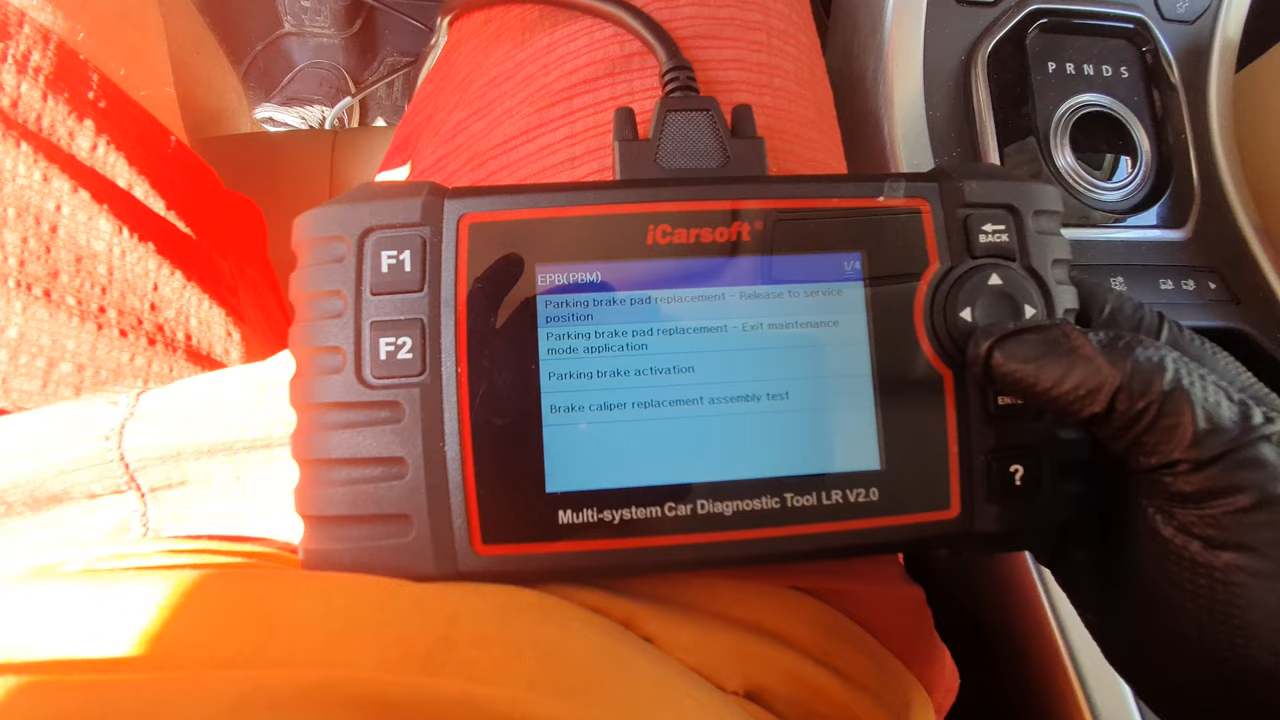 P R N D S
iCarsoft®
BACK
F1
F2
EPB(PBM)
1/4
Parking brake pad replacement - Release to service
position
Parking brake pad replacement - Exit maintenance
mode application
Parking brake activation
Brake caliper replacement assembly test
?
Multi-system Car Diagnostic Tool LR V2.0